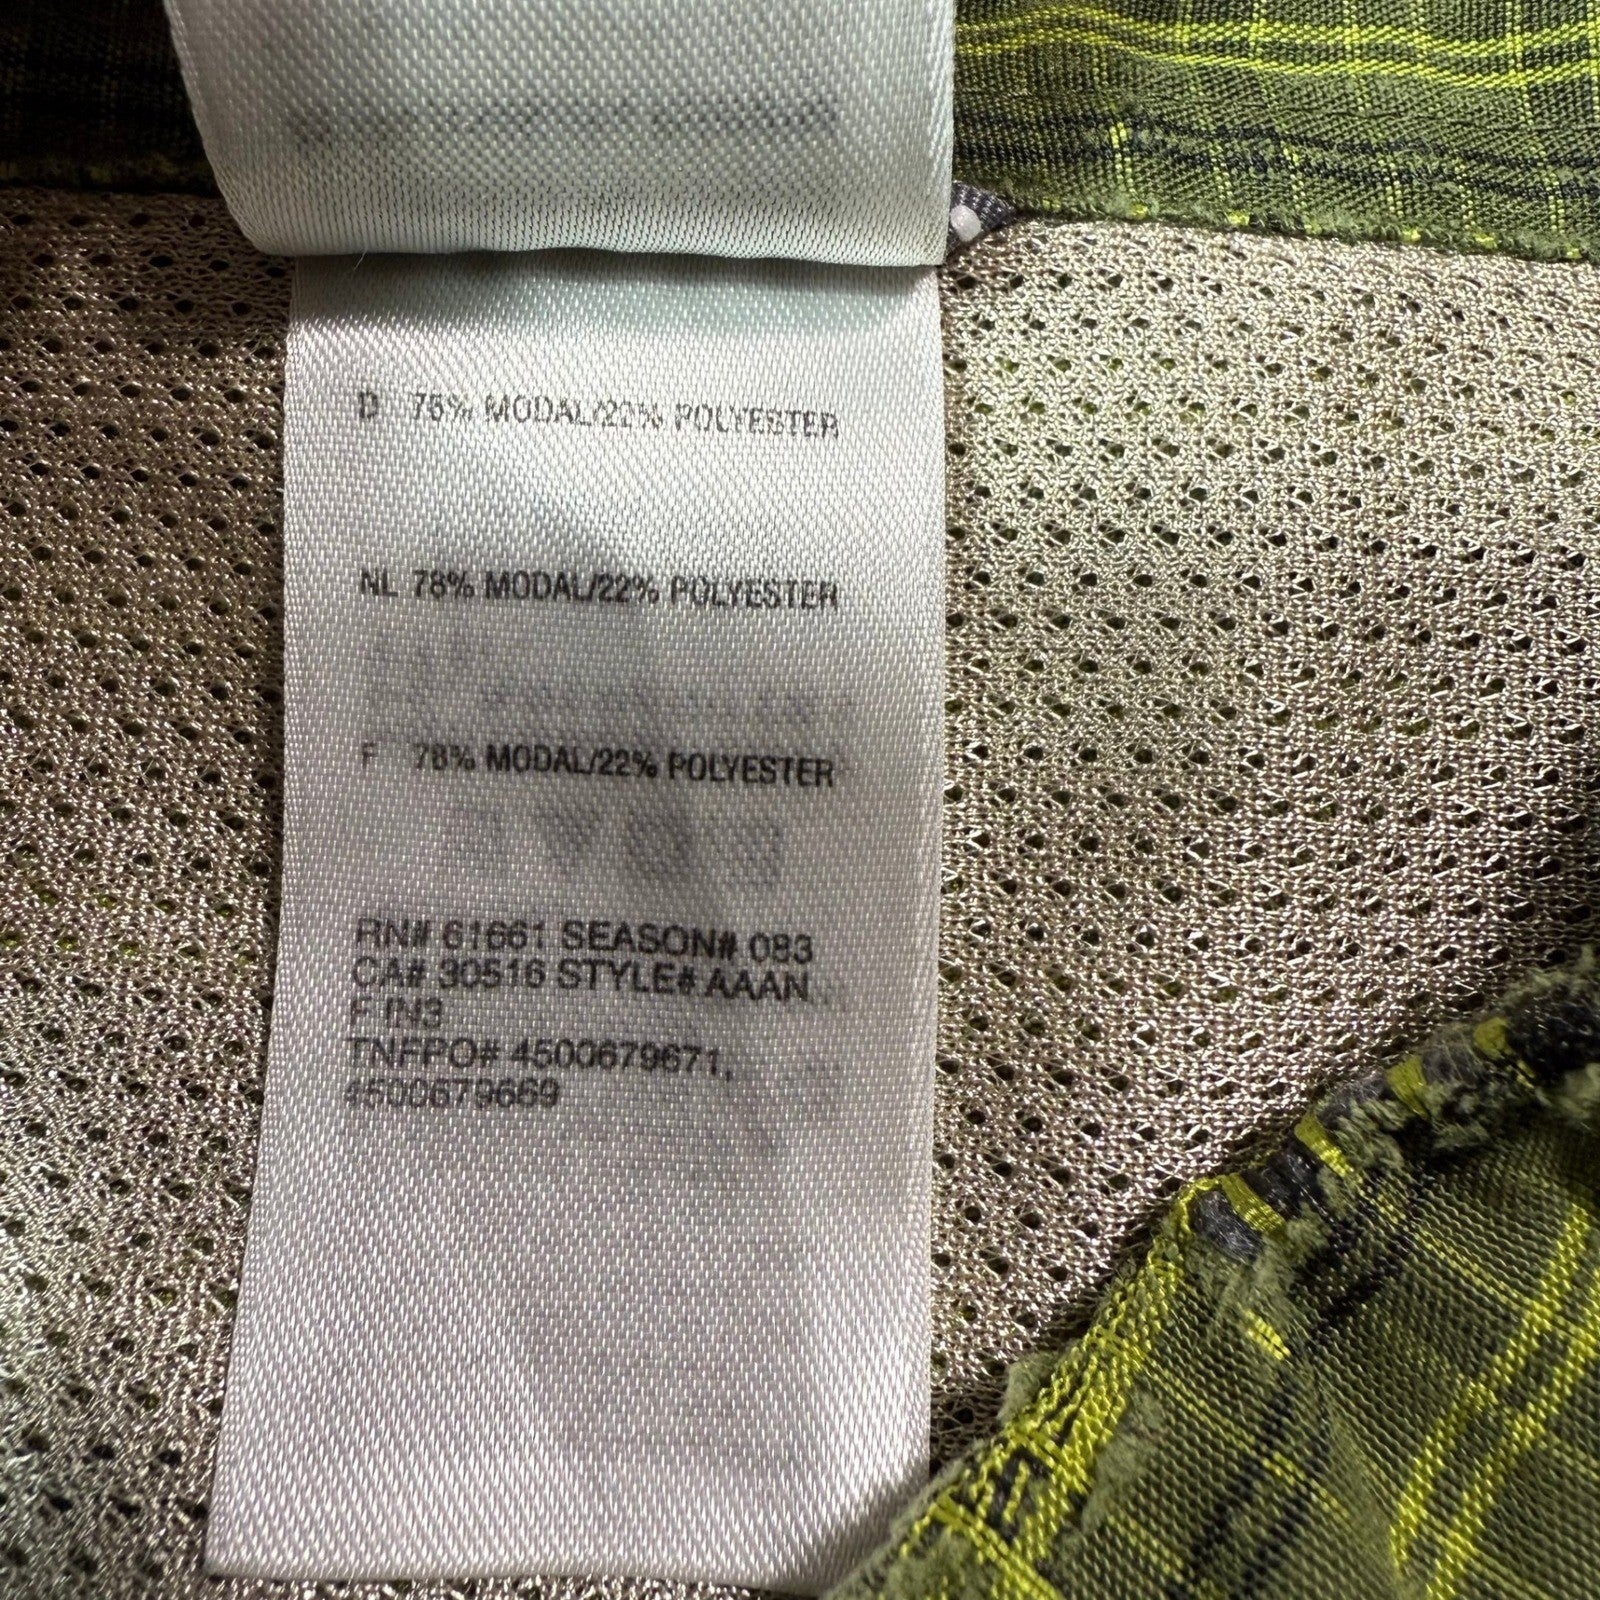 D 78% MODAL/22% POLYESTER
NL 78% MODAL/22% POLYESTER
F 78% MODAL/22% POLYESTER
RN# 61661 SEASON# 083
CA# 30516 STYLE# AAAN
F IN3
TNFPO# 4500679671,
4500679669